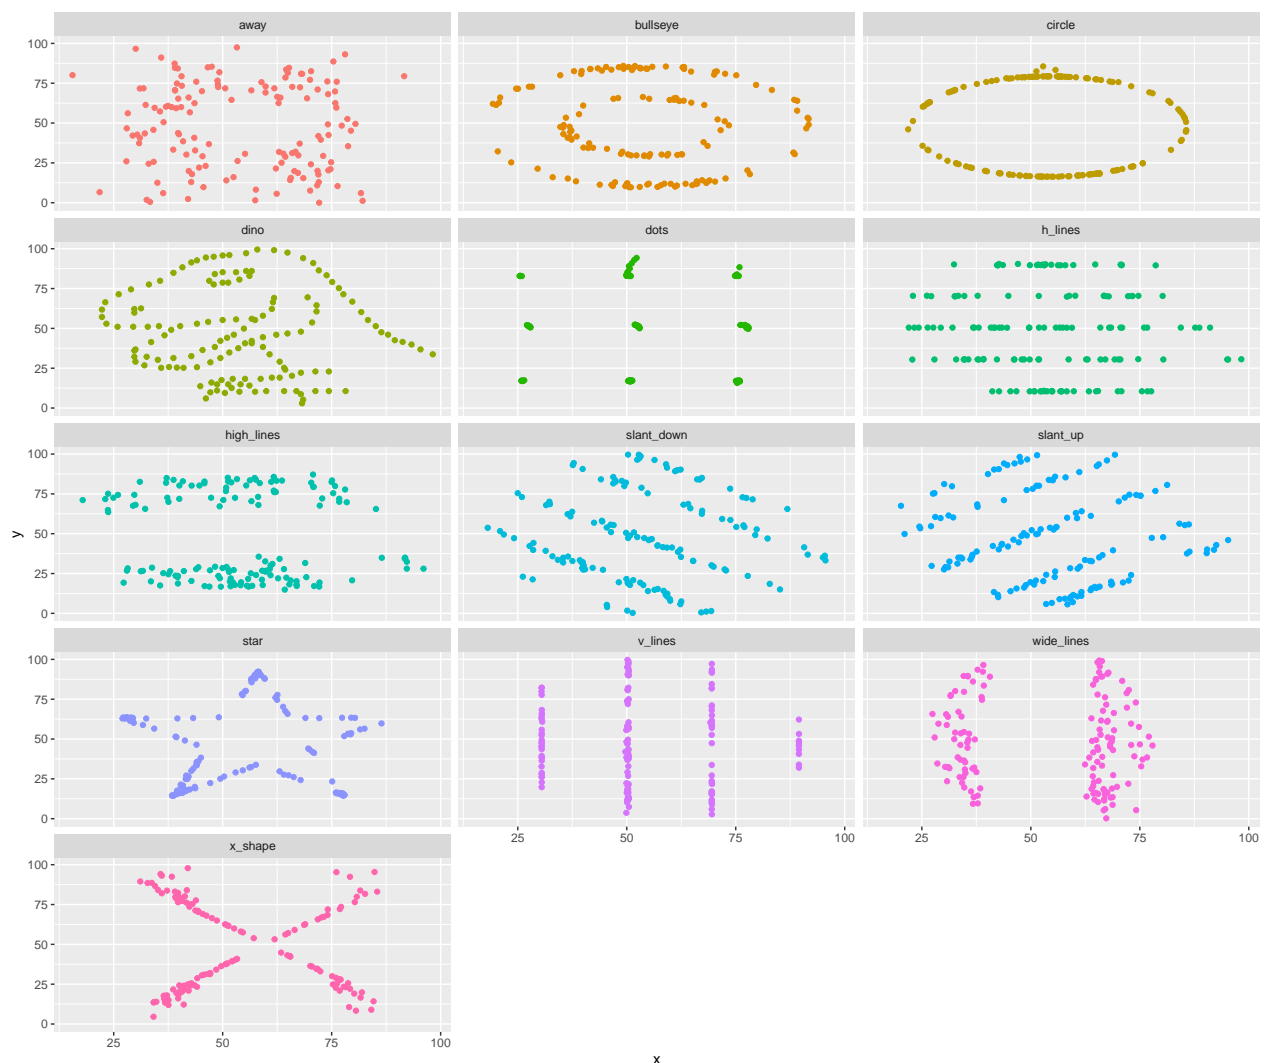 away bullseye circle
100
75
50
25
0
dino dots h_lines
100
75
50
25
0
high_lines slant_down slant_up
100
75
50
25
0
y
star v_lines wide_lines
100
75
50
25
0
25 50 75 100 25 50 75 100
x_shape
100
75
50
25
0
25 50 75 100
x